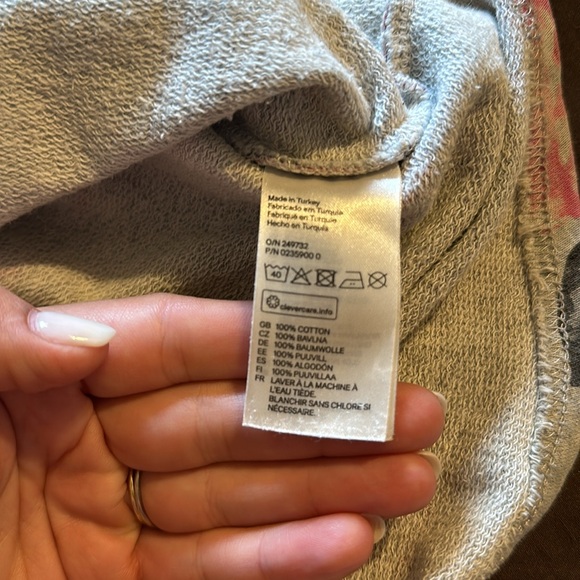 Made in Turkey
Fabricado em Turquia
Fabriqué en Turquie
Hecho en Turquía
O/N 249732
P/N 0235900 0
40
clevercare.info
GB 100% COTTON
CZ 100% BAVLNA
DE 100% BAUMWOLLE
EE 100% PUUVILL
ES 100% ALGODÓN
FI 100% PUUVILLAA
FR LAVER À LA MACHINE À
L'EAU TIÈDE.
BLANCHIR SANS CHLORE SI
NÉCESSAIRE.